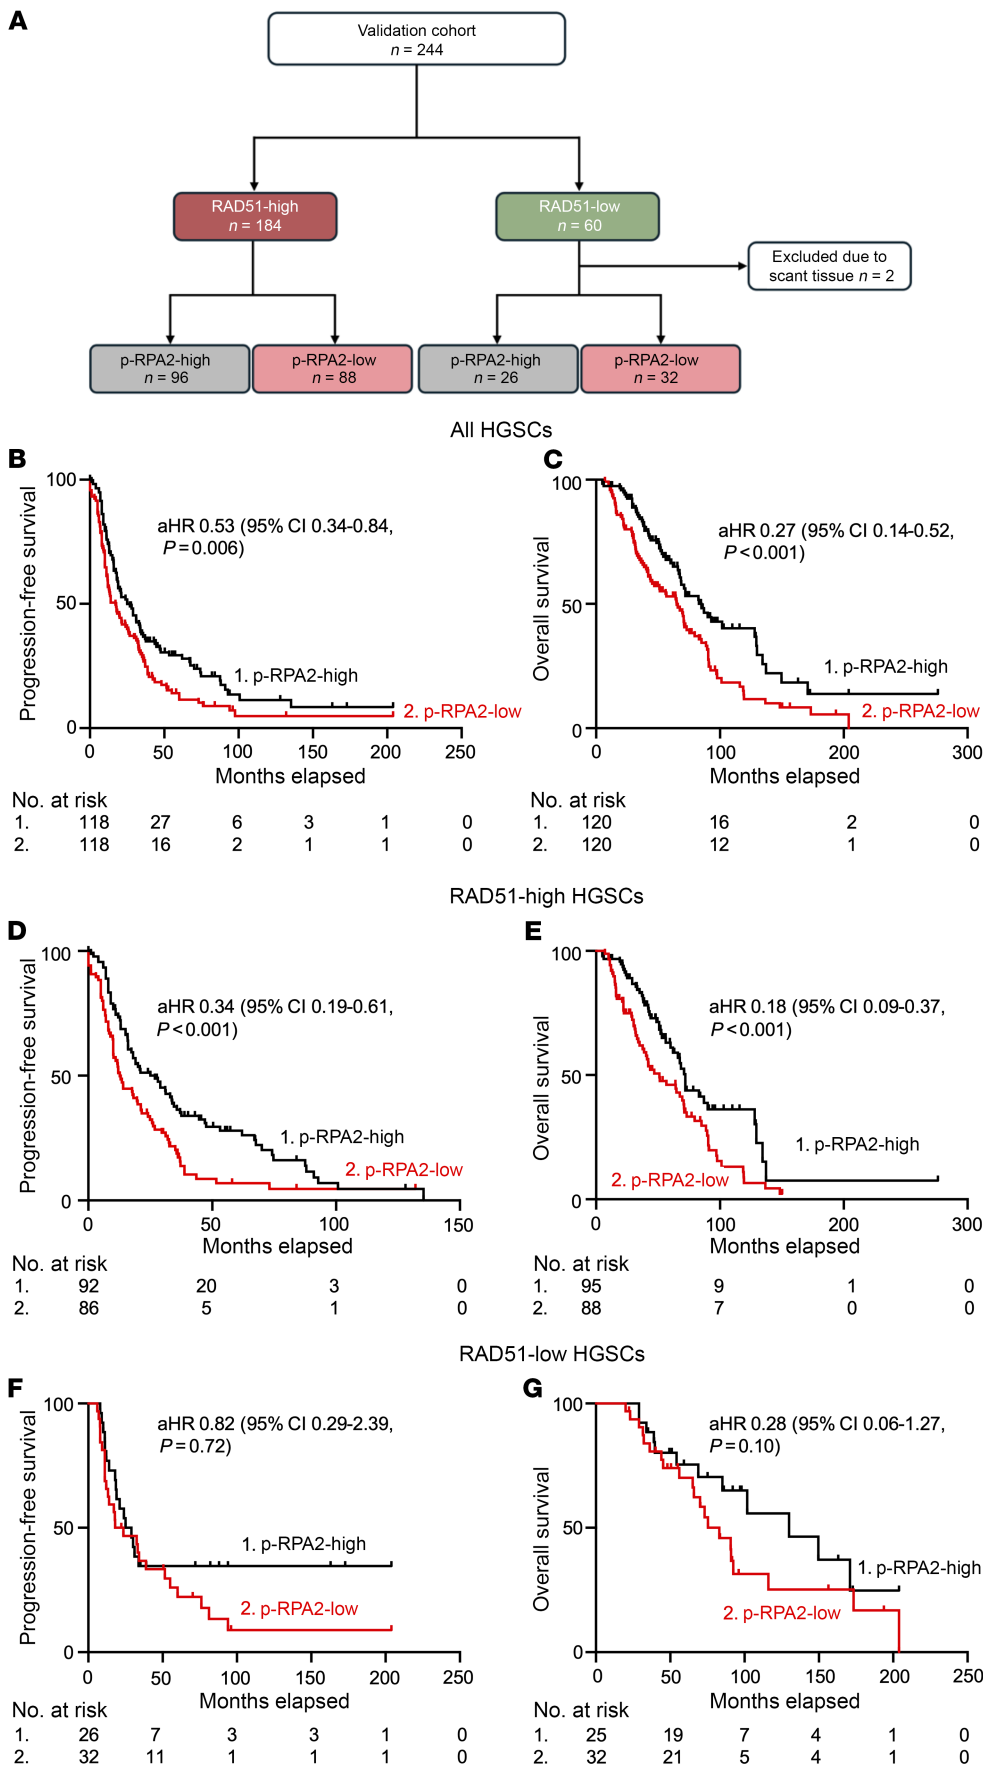 A
Validation cohort
n = 244
RAD51-high
n = 184
RAD51-low
n = 60
Excluded due to
scant tissue n = 2
p-RPA2-high
n = 96
p-RPA2-low
n = 88
p-RPA2-high
n = 26
p-RPA2-low
n = 32
All HGSCs
B
Progression-free survival
100
50
0
aHR 0.53 (95% CI 0.34-0.84,
P = 0.006)
1. p-RPA2-high
2. p-RPA2-low
0 50 100 150 200 250
Months elapsed
No. at risk
1. 118 27 6 3 1 0
2. 118 16 2 1 1 0
C
Overall survival
100
50
0
aHR 0.27 (95% CI 0.14-0.52,
P < 0.001)
1. p-RPA2-high
2. p-RPA2-low
0 100 200 300
Months elapsed
No. at risk
1. 120 16 2 0
2. 120 12 1 0
RAD51-high HGSCs
D
Progression-free survival
100
50
0
aHR 0.34 (95% CI 0.19-0.61,
P < 0.001)
1. p-RPA2-high
2. p-RPA2-low
0 50 100 150
Months elapsed
No. at risk
1. 92 20 3 0
2. 86 5 1 0
E
Overall survival
100
50
0
aHR 0.18 (95% CI 0.09-0.37,
P < 0.001)
1. p-RPA2-high
2. p-RPA2-low
0 100 200 300
Months elapsed
No. at risk
1. 95 9 1 0
2. 88 7 0 0
RAD51-low HGSCs
F
Progression-free survival
100
50
0
aHR 0.82 (95% CI 0.29-2.39,
P = 0.72)
1. p-RPA2-high
2. p-RPA2-low
0 50 100 150 200 250
Months elapsed
No. at risk
1. 26 7 3 3 1 0
2. 32 11 1 1 1 0
G
Overall survival
100
50
0
aHR 0.28 (95% CI 0.06-1.27,
P = 0.10)
1. p-RPA2-high
2. p-RPA2-low
0 50 100 150 200 250
Months elapsed
No. at risk
1. 25 19 7 4 1 0
2. 32 21 5 4 1 0